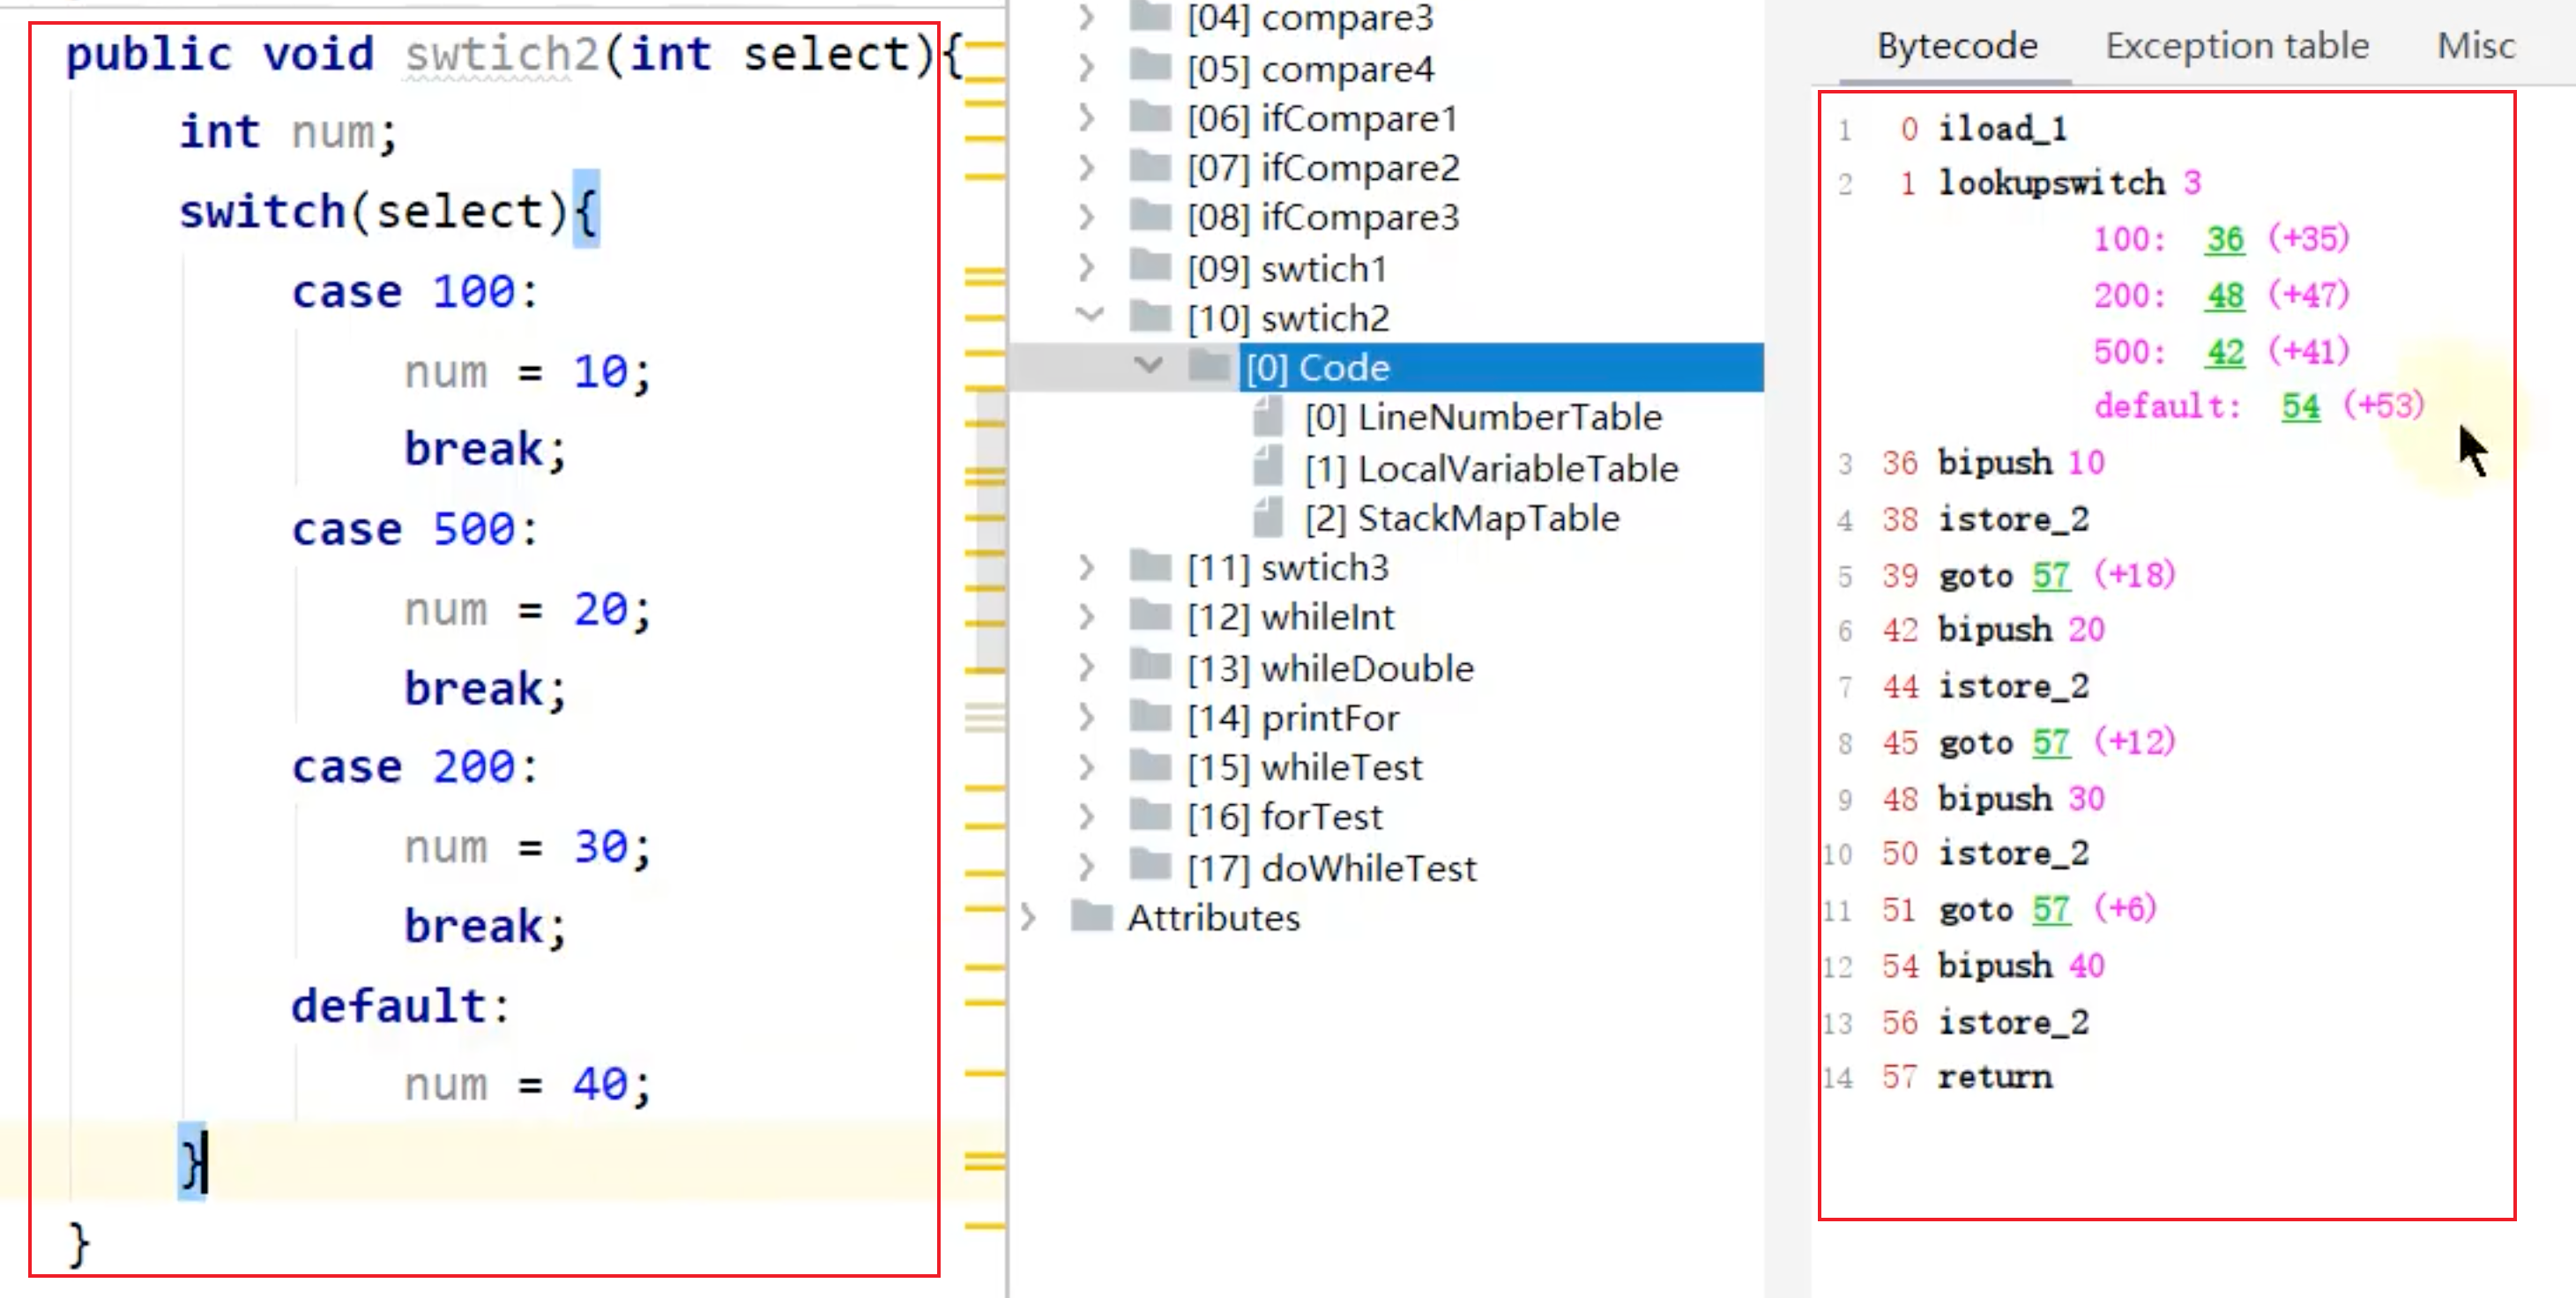 public void swtich2(int select){
int num;
switch(select){
case 100:
num = 10;
break;
case 500:
num = 20;
break;
case 200:
num = 30;
break;
default:
num = 40;
}
}
[04] compare3
[05] compare4
[06] ifCompare1
[07] ifCompare2
[08] ifCompare3
[09] swtich1
[10] swtich2
[0] Code
[0] LineNumberTable
[1] LocalVariableTable
[2] StackMapTable
[11] swtich3
[12] whileInt
[13] whileDouble
[14] printFor
[15] whileTest
[16] forTest
[17] doWhileTest
Attributes
Bytecode Exception table Misc
1 0 iload_1
2 1 lookupswitch 3
100: 36 (+35)
200: 48 (+47)
500: 42 (+41)
default: 54 (+53)
3 36 bipush 10
4 38 istore_2
5 39 goto 57 (+18)
6 42 bipush 20
7 44 istore_2
8 45 goto 57 (+12)
9 48 bipush 30
10 50 istore_2
11 51 goto 57 (+6)
12 54 bipush 40
13 56 istore_2
14 57 return